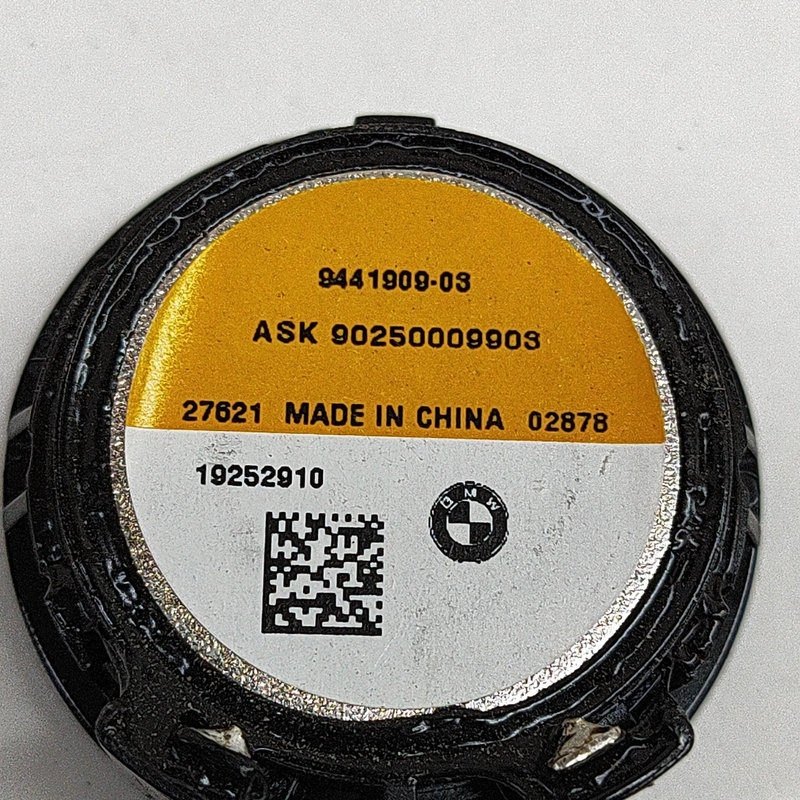 9441909-03
ASK 90250009903
27621 MADE IN CHINA 02878
19252910
BMW